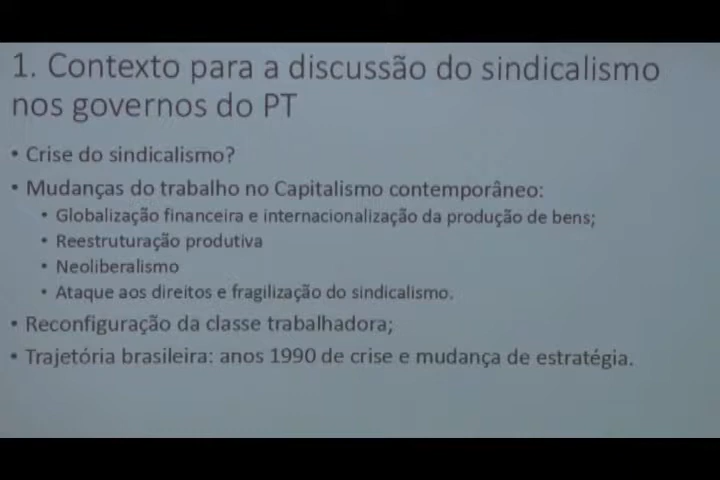 1. Contexto para a discussão do sindicalismo
nos governos do PT
• Crise do sindicalismo?
• Mudanças do trabalho no Capitalismo contemporâneo:
• Globalização financeira e internacionalização da produção de bens;
• Reestruturação produtiva
• Neoliberalismo
• Ataque aos direitos e fragilização do sindicalismo.
• Reconfiguração da classe trabalhadora;
• Trajetória brasileira: anos 1990 de crise e mudança de estratégia.